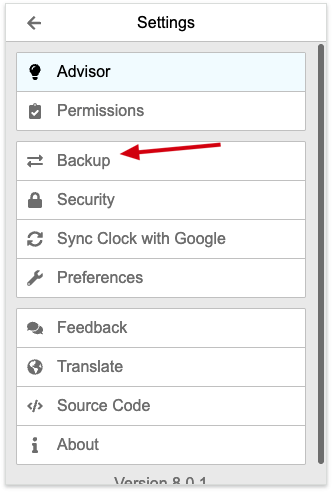 Settings
Advisor
Permissions
Backup
Security
Sync Clock with Google
Preferences
Feedback
Translate
Source Code
About
Version 8.0.1